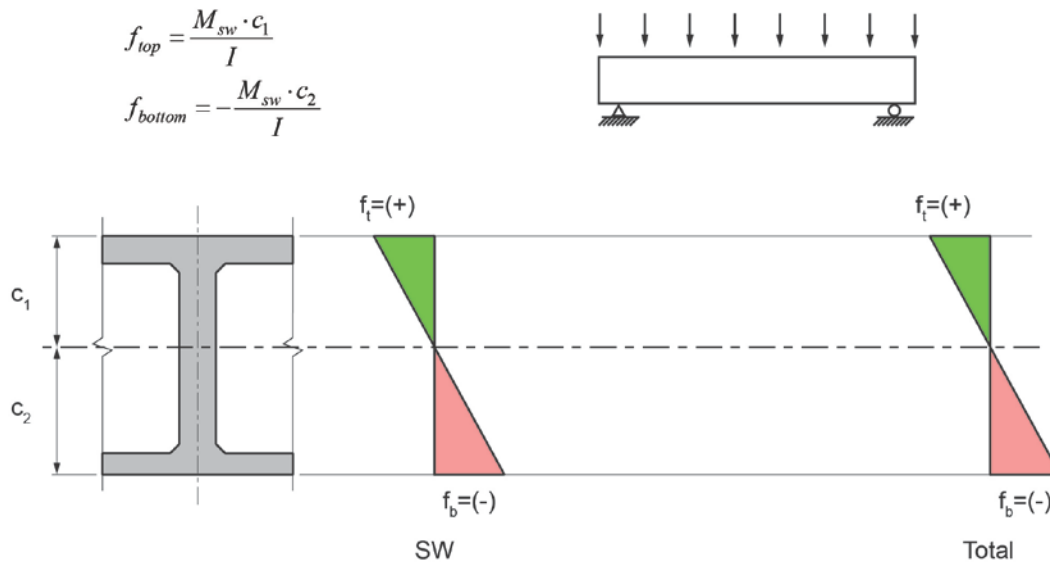 f_top = M_sw · c_1 / I
f_bottom = − M_sw · c_2 / I
f_t=(+)
f_t=(+)
c_1
c_2
f_b=(-)
f_b=(-)
SW
Total